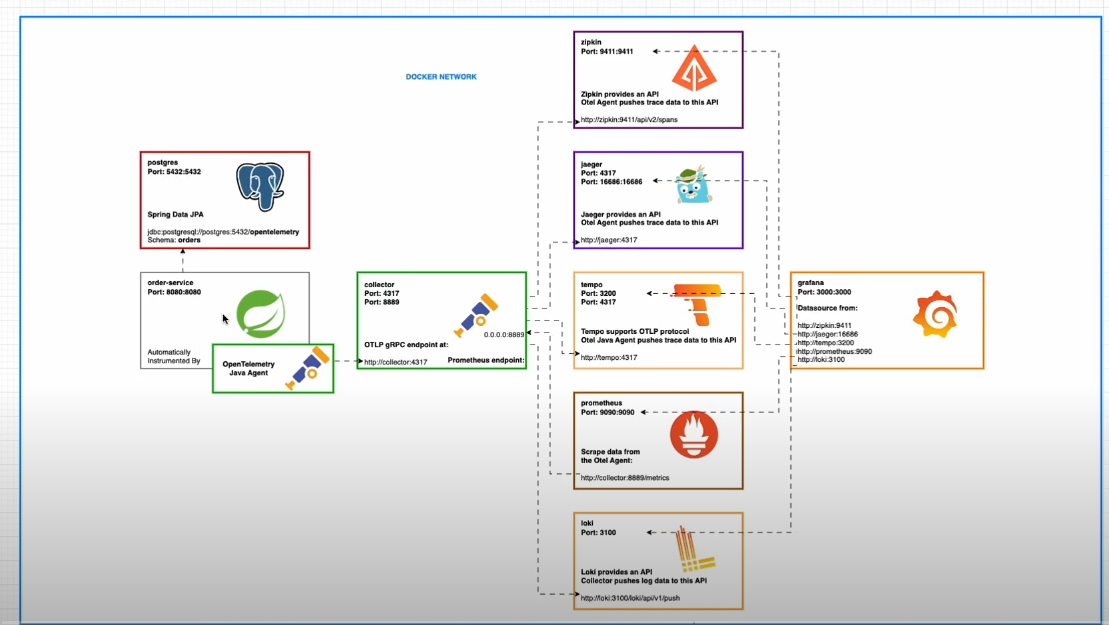 DOCKER NETWORK
zipkin
Port: 9411:9411
Zipkin provides an API
Otel Agent pushes trace data to this API
http://zipkin:9411/api/v2/spans
postgres
Port: 5432:5432
Spring Data JPA
jdbc:postgresql://postgres:5432/opentelemetry
Schema: orders
jaeger
Port: 4317
Port: 16686:16686
Jaeger provides an API
Otel Agent pushes trace data to this API
http://jaeger:4317
order-service
Port: 8080:8080
Automatically
Instrumented By
OpenTelemetry
Java Agent
collector
Port: 4317
Port: 8889
0.0.0.0:8889
OTLP gRPC endpoint at:
http://collector:4317
Prometheus endpoint:
tempo
Port: 3200
Port: 4317
Tempo supports OTLP protocol
Otel Java Agent pushes trace data to this API
http://tempo:4317
grafana
Port: 3000:3000
Datasource from:
http://zipkin:9411
http://jaeger:16686
http://tempo:3200
http://prometheus:9090
http://loki:3100
prometheus
Port: 9090:9090
Scrape data from
the Otel Agent:
http://collector:8889/metrics
loki
Port: 3100
Loki provides an API
Collector pushes log data to this API
http://loki:3100/loki/api/v1/push